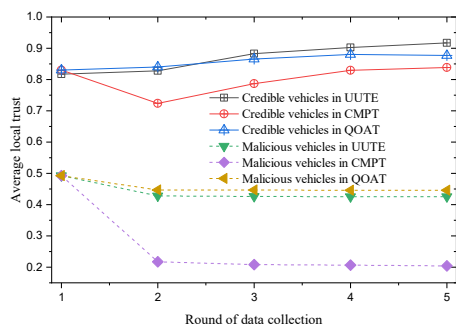 1.0
0.9
0.8
0.7
0.6
0.5
0.4
0.3
0.2
Average local trust
Credible vehicles in UUTE
Credible vehicles in CMPT
Credible vehicles in QOAT
Malicious vehicles in UUTE
Malicious vehicles in CMPT
Malicious vehicles in QOAT
1 2 3 4 5
Round of data collection